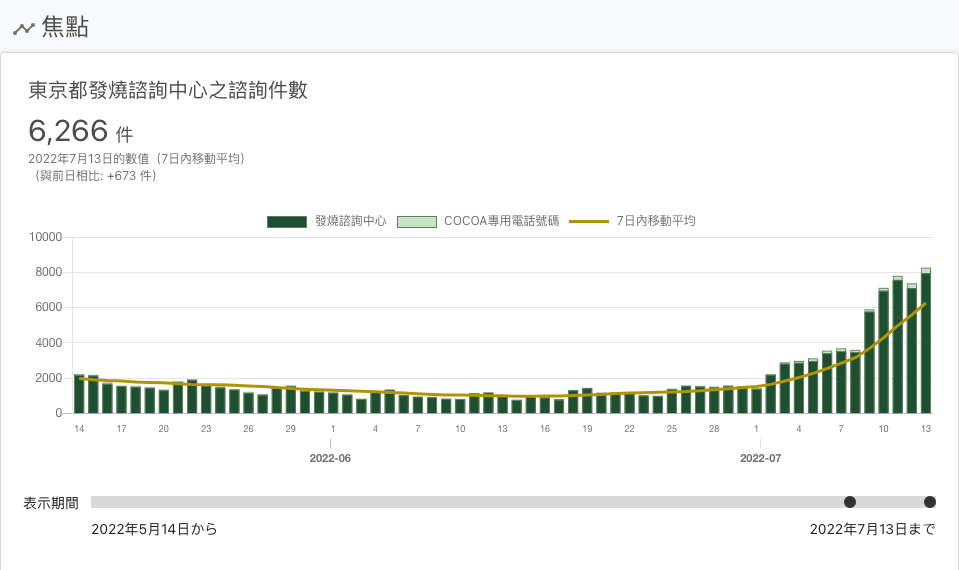 焦點
東京都發燒諮詢中心之諮詢件數
6,266 件
2022年7月13日的數值（7日內移動平均）
（與前日相比: +673 件）
發燒諮詢中心 COCOA專用電話號碼 7日內移動平均
10000
8000
6000
4000
2000
0
14 17 20 23 26 29 1 4 7 10 13 16 19 22 25 28 1 4 7 10 13
2022-06 2022-07
表示期間
2022年5月14日から 2022年7月13日まで